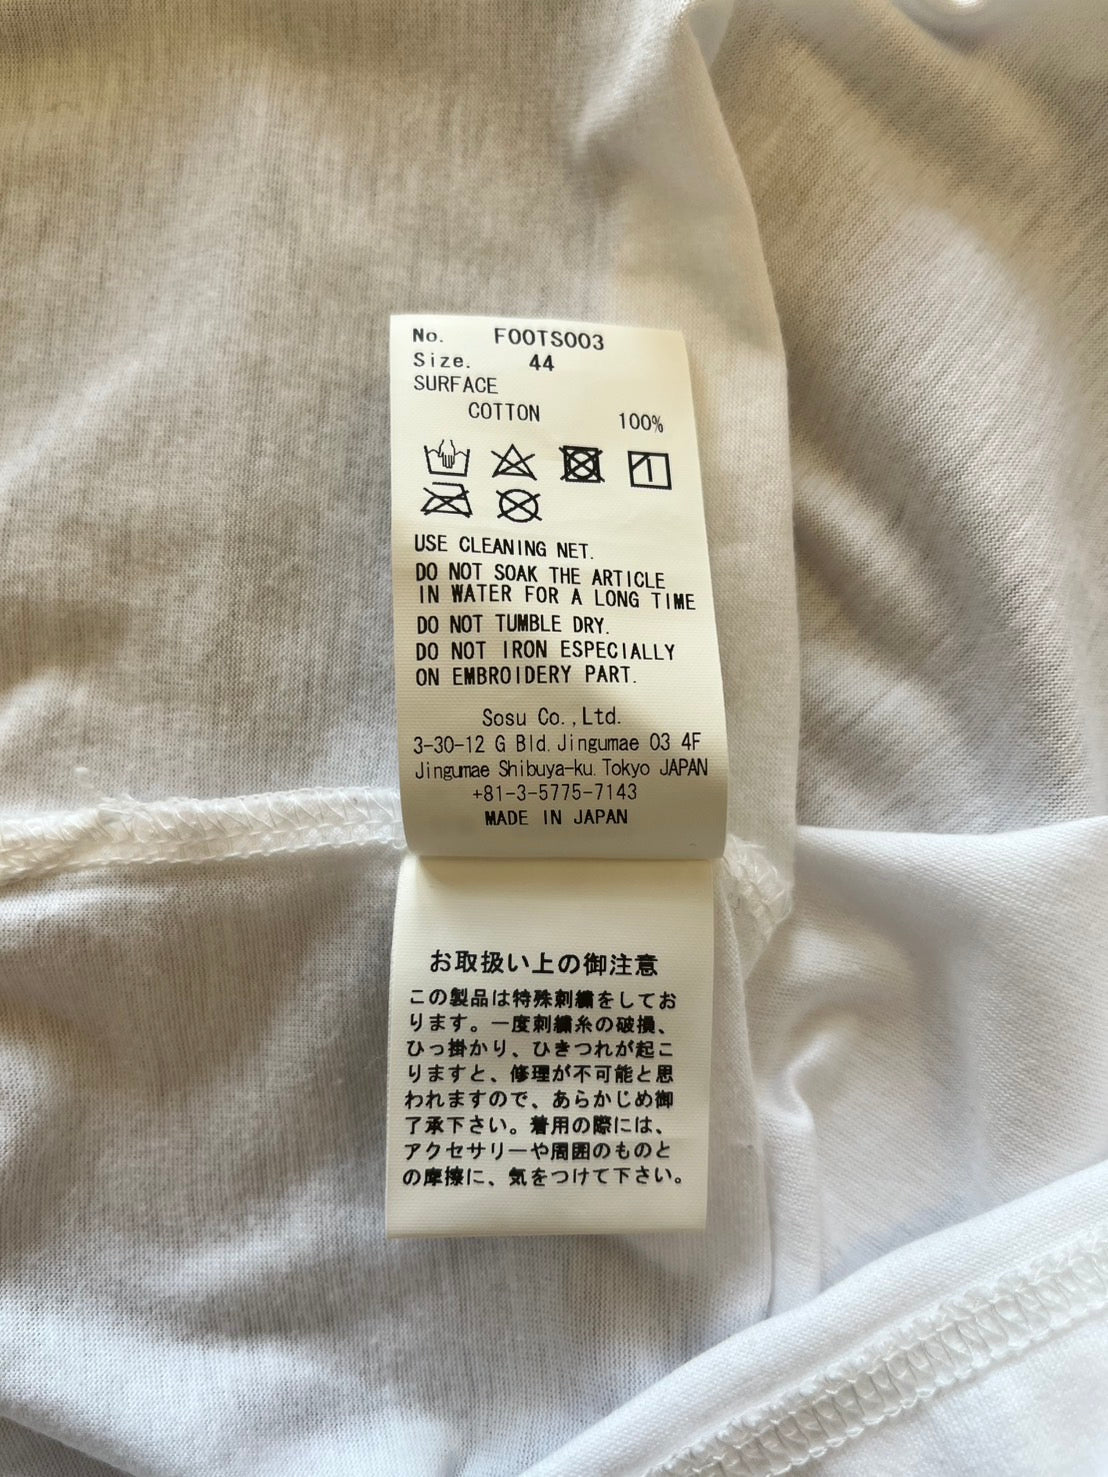 No. F00TS003
Size. 44
SURFACE
COTTON 100%
USE CLEANING NET.
DO NOT SOAK THE ARTICLE
IN WATER FOR A LONG TIME
DO NOT TUMBLE DRY.
DO NOT IRON ESPECIALLY
ON EMBROIDERY PART.
Sosu Co.,Ltd.
3-30-12 G Bld.Jingumae 03 4F
Jingumae Shibuya-ku.Tokyo JAPAN
+81-3-5775-7143
MADE IN JAPAN
お取扱い上の御注意
この製品は特殊刺繍をしてお
ります。一度刺繍糸の破損、
ひっ掛かり、ひきつれが起こ
りますと、修理が不可能と思
われますので、あらかじめ御
了承下さい。着用の際には、
アクセサリーや周囲のものと
の摩擦に、気をつけて下さい。